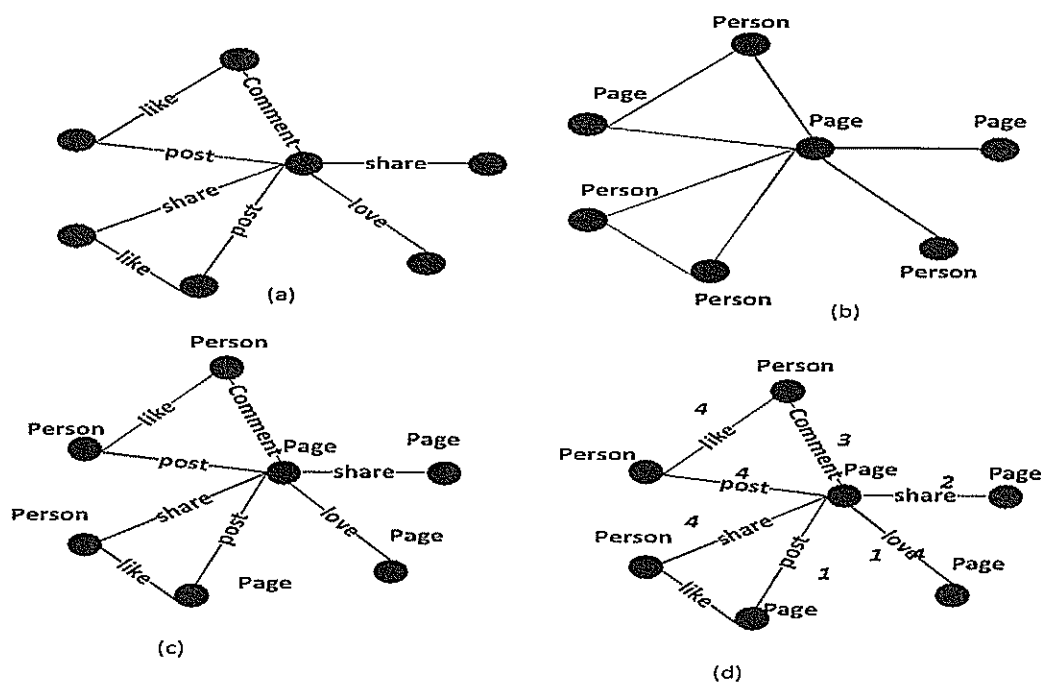 like
Comment
post
share
share
post
love
like
(a)
Person
Page
Page
Page
Person
Person
Person
(b)
Person
like
Comment
Person
Page
Page
post
share
share
Person
post
love
Page
like
Page
(c)
Person
4
like
Comment
3
Person
Page
2
Page
4
post
share
4
share
love
Person
post
1
1 4
Page
like
Page
(d)